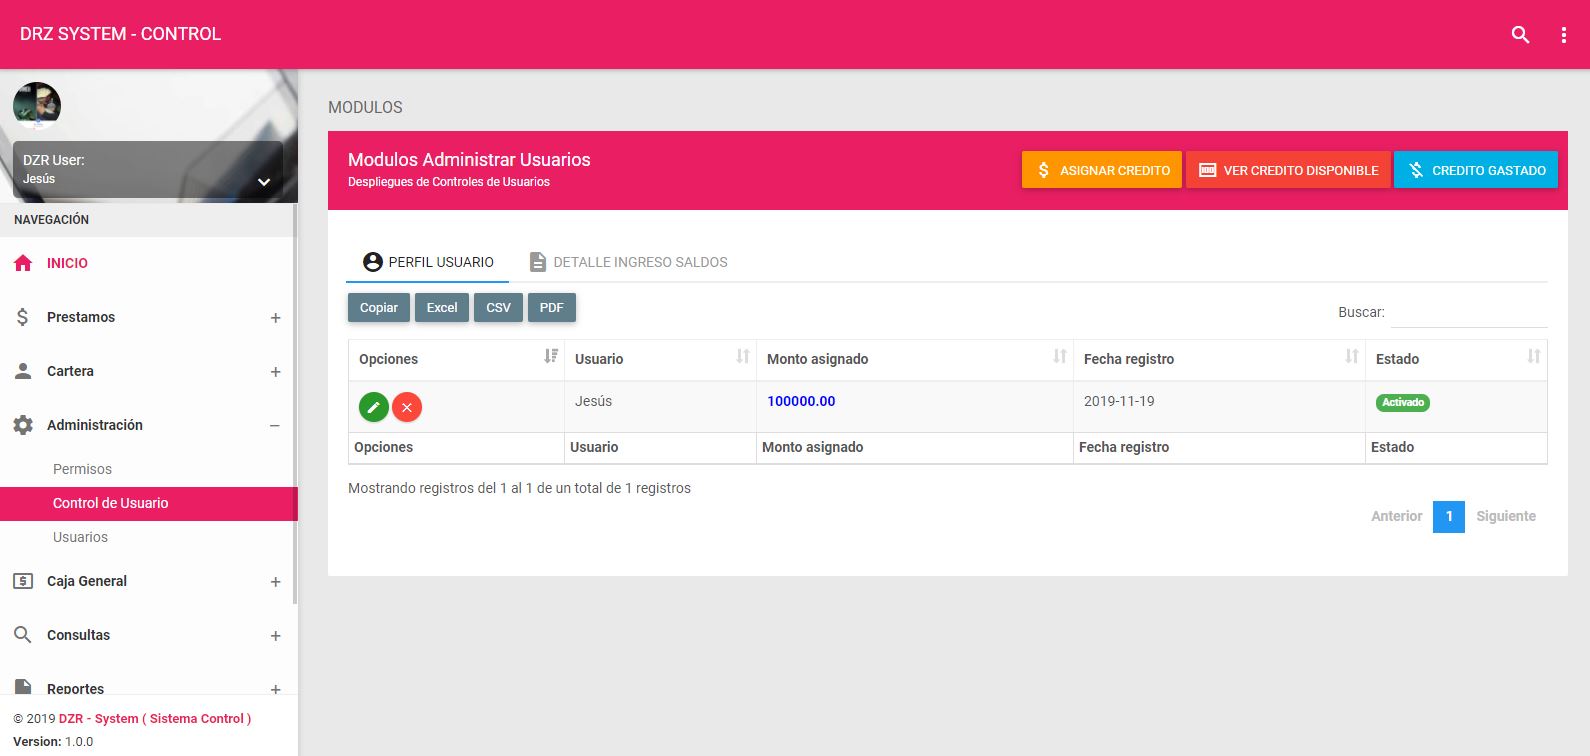 DRZ SYSTEM - CONTROL
DZR User:
Jesús
NAVEGACIÓN
INICIO
Prestamos
Cartera
Administración
Permisos
Control de Usuario
Usuarios
Caja General
Consultas
Reportes
© 2019 DZR - System ( Sistema Control )
Version: 1.0.0
MODULOS
Modulos Administrar Usuarios
Despliegues de Controles de Usuarios
ASIGNAR CREDITO VER CREDITO DISPONIBLE CREDITO GASTADO
PERFIL USUARIO DETALLE INGRESO SALDOS
Copiar Excel CSV PDF
Buscar:
Opciones Usuario Monto asignado Fecha registro Estado
Jesús 100000.00 2019-11-19 Activado
Opciones Usuario Monto asignado Fecha registro Estado
Mostrando registros del 1 al 1 de un total de 1 registros
Anterior 1 Siguiente